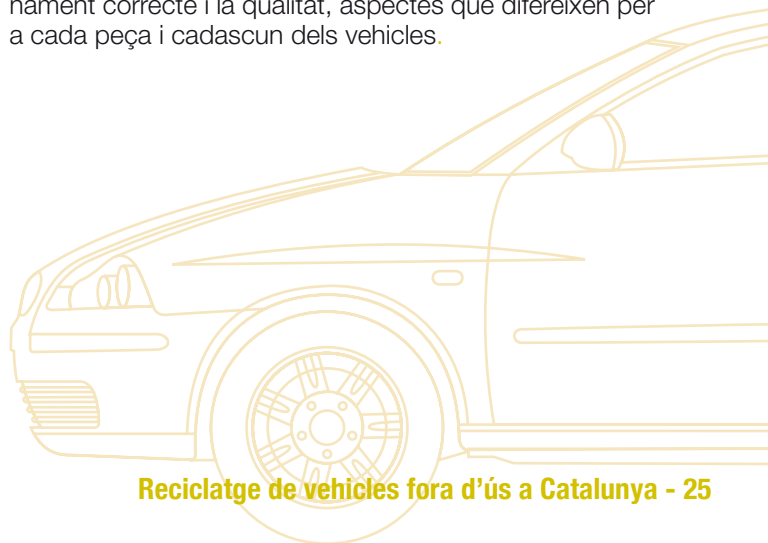 nament correcte i la qualitat, aspectes que difereixen per
a cada peça i cadascun dels vehicles.
Reciclatge de vehicles fora d'ús a Catalunya - 25